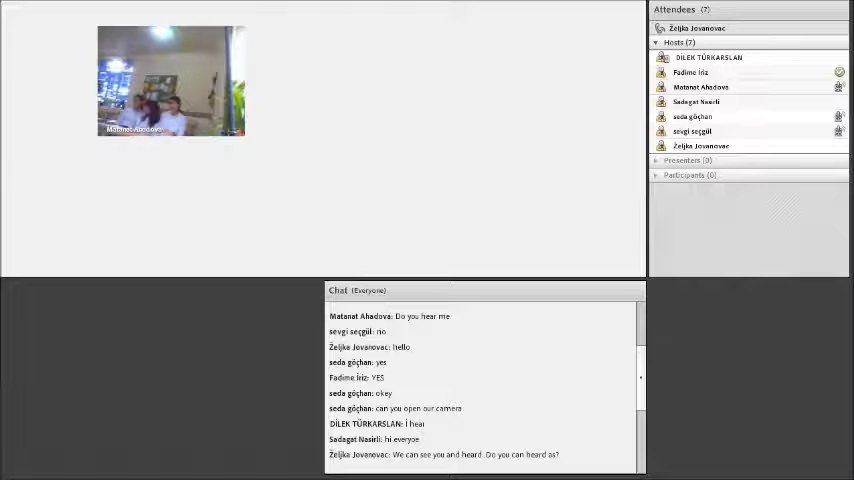 Matanat Ahadova
Attendees (7)
Željka Jovanovac
Hosts (7)
DİLEK TÜRKARSLAN
Fadime İriz
Matanat Ahadova
Sadagat Nasirli
seda göçhan
sevgi seçgül
Željka Jovanovac
Presenters (0)
Participants (0)
Chat (Everyone)
Matanat Ahadova: Do you hear me
sevgi seçgül: no
Željka Jovanovac: hello
seda göçhan: yes
Fadime İriz: YES
seda göçhan: okey
seda göçhan: can you open our camera
DİLEK TÜRKARSLAN: İ hear
Sadagat Nasirli: hi everyoe
Željka Jovanovac: We can see you and heard. Do you can heard as?